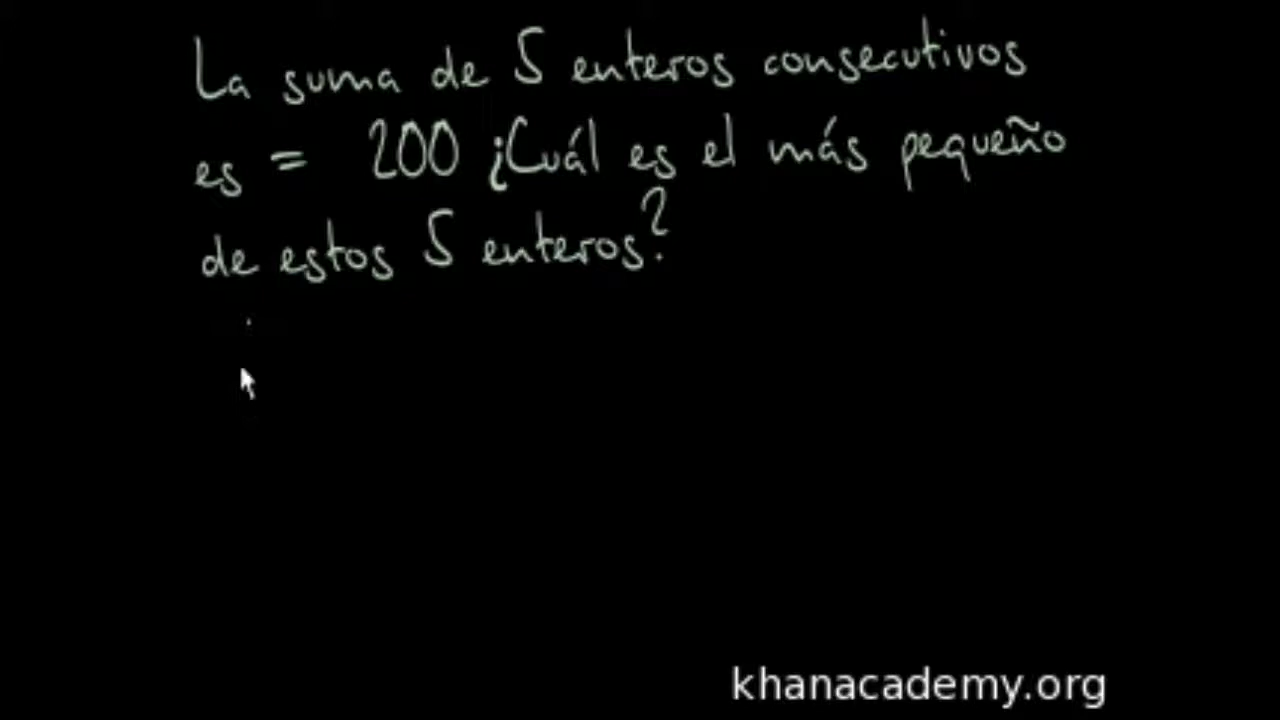 La suma de 5 enteros consecutivos
es = 200 ¿Cuál es el más pequeño
de estos 5 enteros?
khanacademy.org